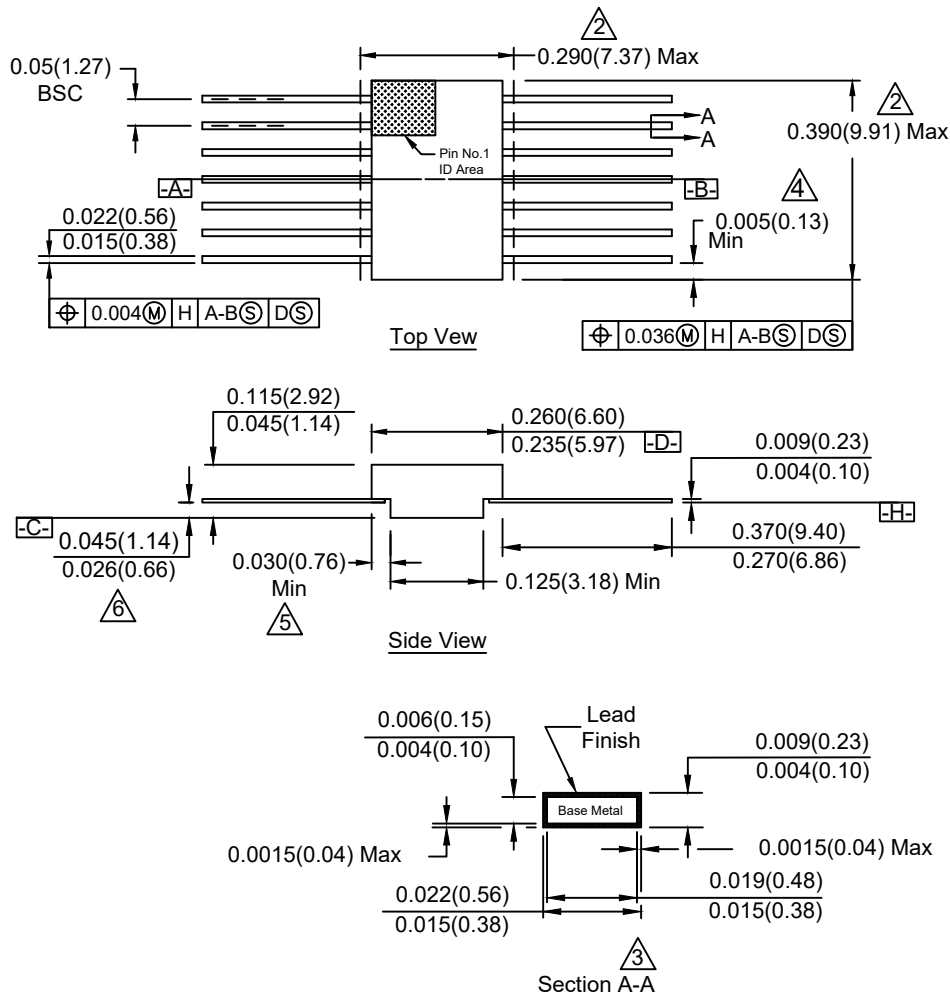 2
0.290(7.37) Max
0.05(1.27)
BSC
A
A
2
0.390(9.91) Max
Pin No.1
ID Area
-A-
-B-
4
0.005(0.13)
Min
0.022(0.56)
0.015(0.38)
⌖ 0.004Ⓜ H A-BⓈ DⓈ
⌖ 0.036Ⓜ H A-BⓈ DⓈ
Top Vew
0.115(2.92)
0.045(1.14)
0.260(6.60)
0.235(5.97)
-D-
0.009(0.23)
0.004(0.10)
-C-
-H-
0.045(1.14)
0.026(0.66)
6
0.030(0.76)
Min
5
0.125(3.18) Min
0.370(9.40)
0.270(6.86)
Side View
0.006(0.15)
0.004(0.10)
Lead
Finish
0.009(0.23)
0.004(0.10)
Base Metal
0.0015(0.04) Max
0.0015(0.04) Max
0.022(0.56)
0.015(0.38)
0.019(0.48)
0.015(0.38)
3
Section A-A